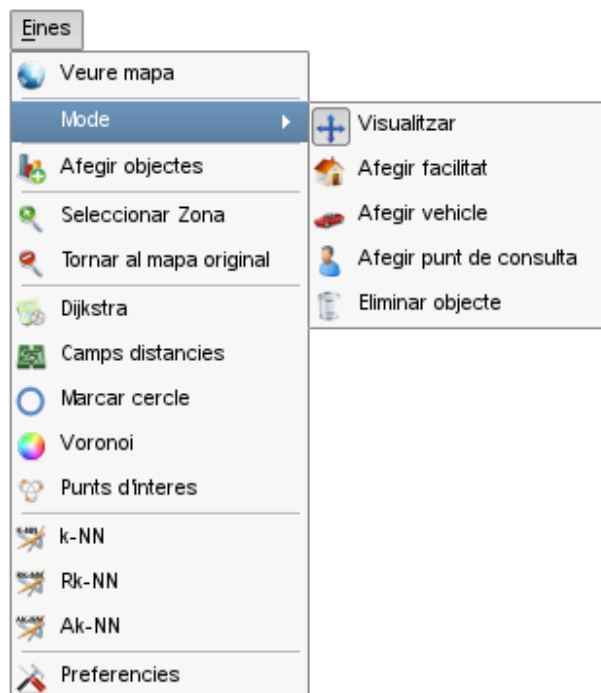 Eines
Veure mapa
Mode
Visualitzar
Afegir facilitat
Afegir vehicle
Afegir punt de consulta
Eliminar objecte
Afegir objectes
Seleccionar Zona
Tornar al mapa original
Dijkstra
Camps distancies
Marcar cercle
Voronoi
Punts d'interes
k-NN
Rk-NN
Ak-NN
Preferencies